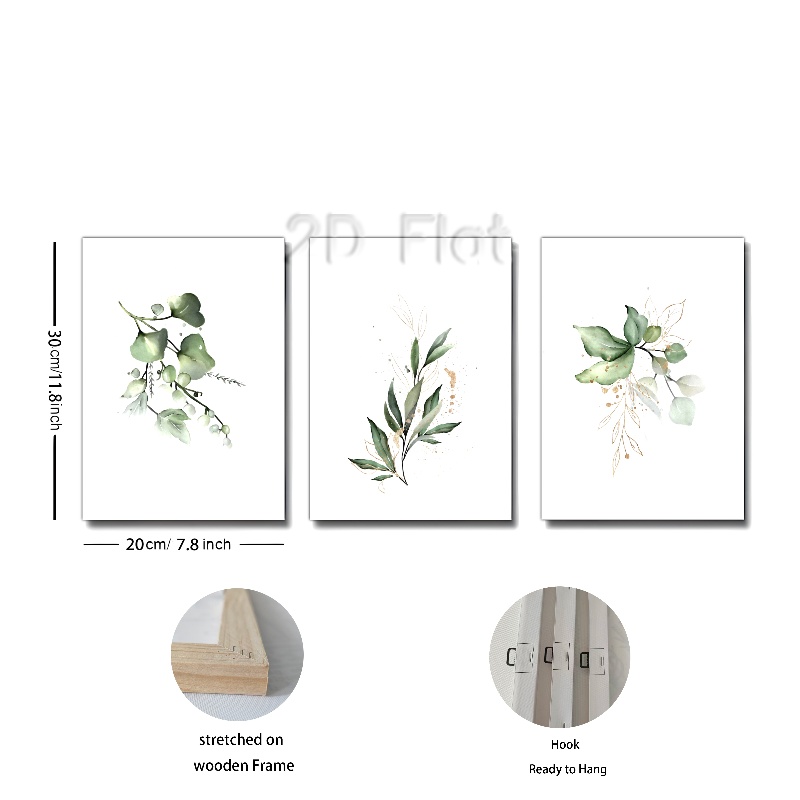 2D Flat
30cm/11.8inch
20cm/ 7.8 inch
stretched on
wooden Frame
Hook
Ready to Hang